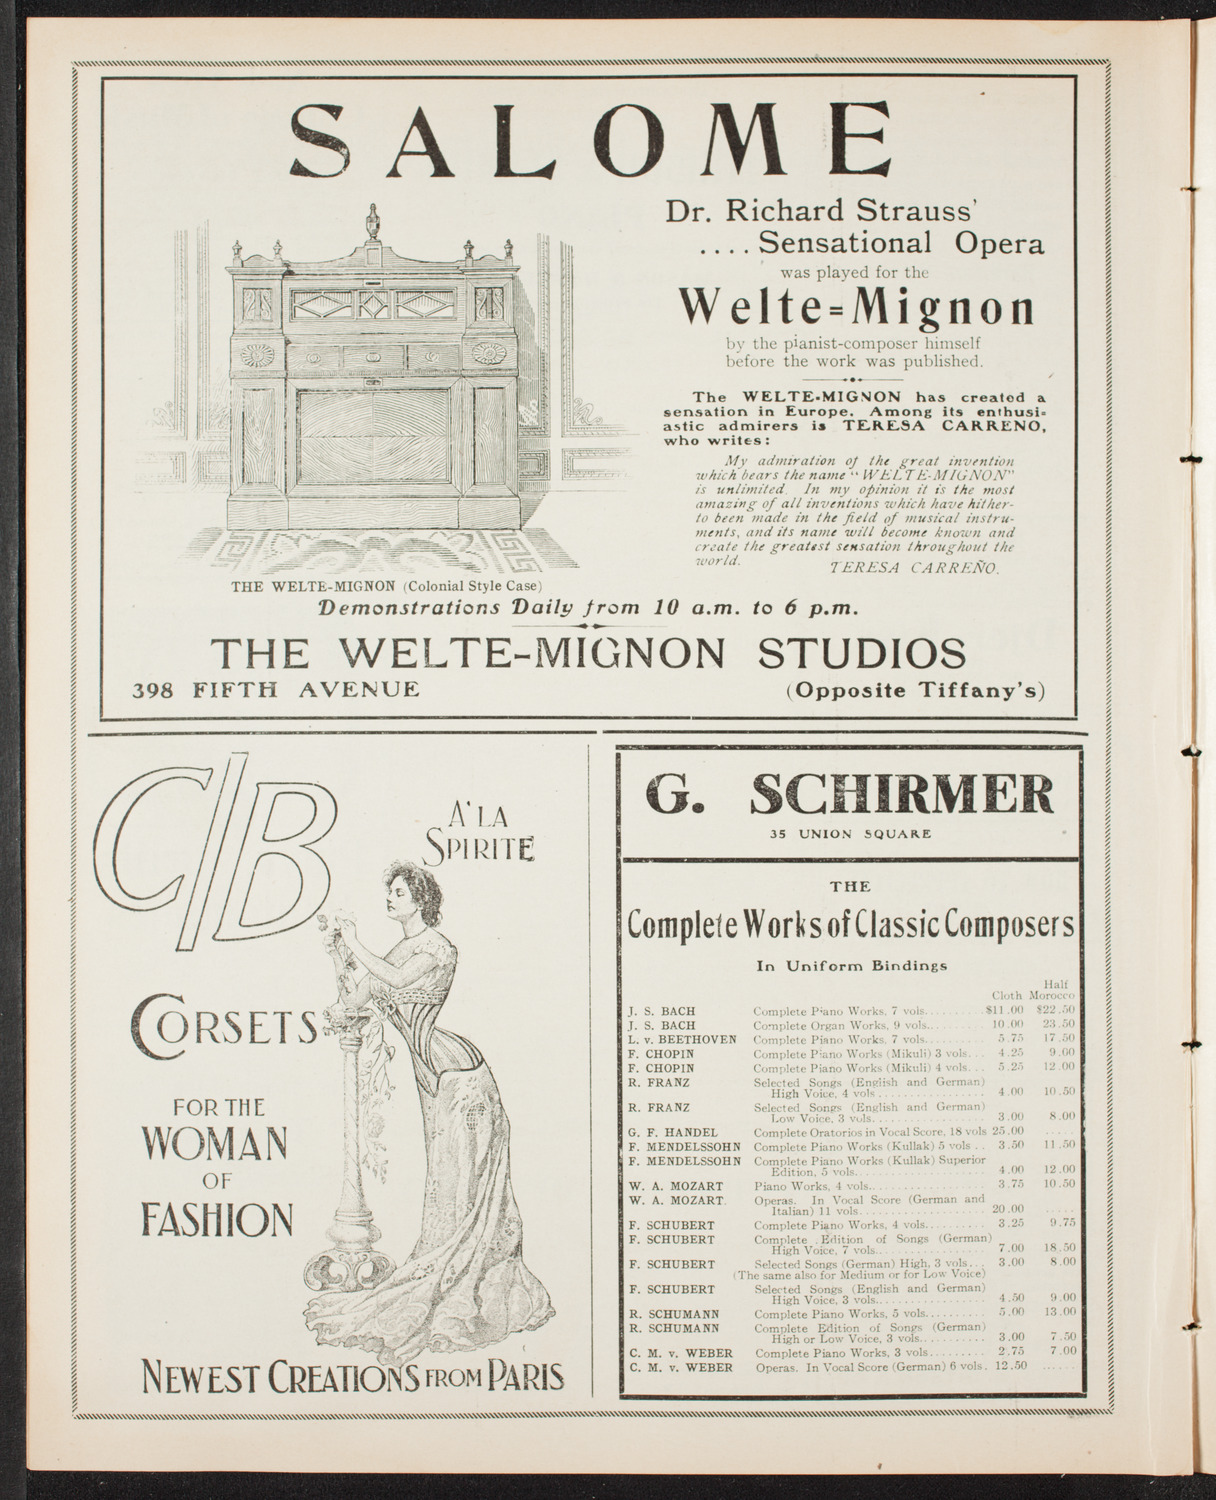 SALOME
Dr. Richard Strauss'
.... Sensational Opera
was played for the
Welte=Mignon
by the pianist-composer himself
before the work was published.
The WELTE-MIGNON has created a
sensation in Europe. Among its enthusi=
astic admirers is TERESA CARRENO,
who writes:
My admiration of the great invention
which bears the name "WELTE-MIGNON"
is unlimited. In my opinion it is the most
amazing of all inventions which have hither-
to been made in the field of musical instru-
ments, and its name will become known and
create the greatest sensation throughout the
world. TERESA CARREÑO.
THE WELTE-MIGNON (Colonial Style Case)
Demonstrations Daily from 10 a.m. to 6 p.m.
THE WELTE-MIGNON STUDIOS
398 FIFTH AVENUE (Opposite Tiffany's)
C/B
A' LA
SPIRITE
CORSETS
FOR THE
WOMAN
OF
FASHION
NEWEST CREATIONS FROM PARIS
G. SCHIRMER
35 UNION SQUARE
THE
Complete Works of Classic Composers
In Uniform Bindings
Half
Cloth Morocco
J. S. BACH Complete Piano Works, 7 vols......... $11.00 $22.50
J. S. BACH Complete Organ Works, 9 vols......... 10.00 23.50
L. v. BEETHOVEN Complete Piano Works, 7 vols......... 5.75 17.50
F. CHOPIN Complete Piano Works (Mikuli) 3 vols... 4.25 9.00
F. CHOPIN Complete Piano Works (Mikuli) 4 vols... 5.25 12.00
R. FRANZ Selected Songs (English and German)
High Voice, 4 vols................. 4.00 10.50
R. FRANZ Selected Songs (English and German)
Low Voice, 3 vols................. 3.00 8.00
G. F. HANDEL Complete Oratorios in Vocal Score, 18 vols 25.00 .....
F. MENDELSSOHN Complete Piano Works (Kullak) 5 vols .. 3.50 11.50
F. MENDELSSOHN Complete Piano Works (Kullak) Superior
Edition, 5 vols.................... 4.00 12.00
W. A. MOZART Piano Works, 4 vols................. 3.75 10.50
W. A. MOZART. Operas. In Vocal Score (German and
Italian) 11 vols................... 20.00 .....
F. SCHUBERT Complete Piano Works, 4 vols......... 3.25 9.75
F. SCHUBERT Complete Edition of Songs (German)
High Voice, 7 vols................. 7.00 18.50
F. SCHUBERT Selected Songs (German) High, 3 vols... 3.00 8.00
(The same also for Medium or for Low Voice)
F. SCHUBERT Selected Songs (English and German)
High Voice, 3 vols................. 4.50 9.00
R. SCHUMANN Complete Piano Works, 5 vols......... 5.00 13.00
R. SCHUMANN Complete Edition of Songs (German)
High or Low Voice, 3 vols........... 3.00 7.50
C. M. v. WEBER Complete Piano Works, 3 vols......... 2.75 7.00
C. M. v. WEBER Operas. In Vocal Score (German) 6 vols. 12.50 ......